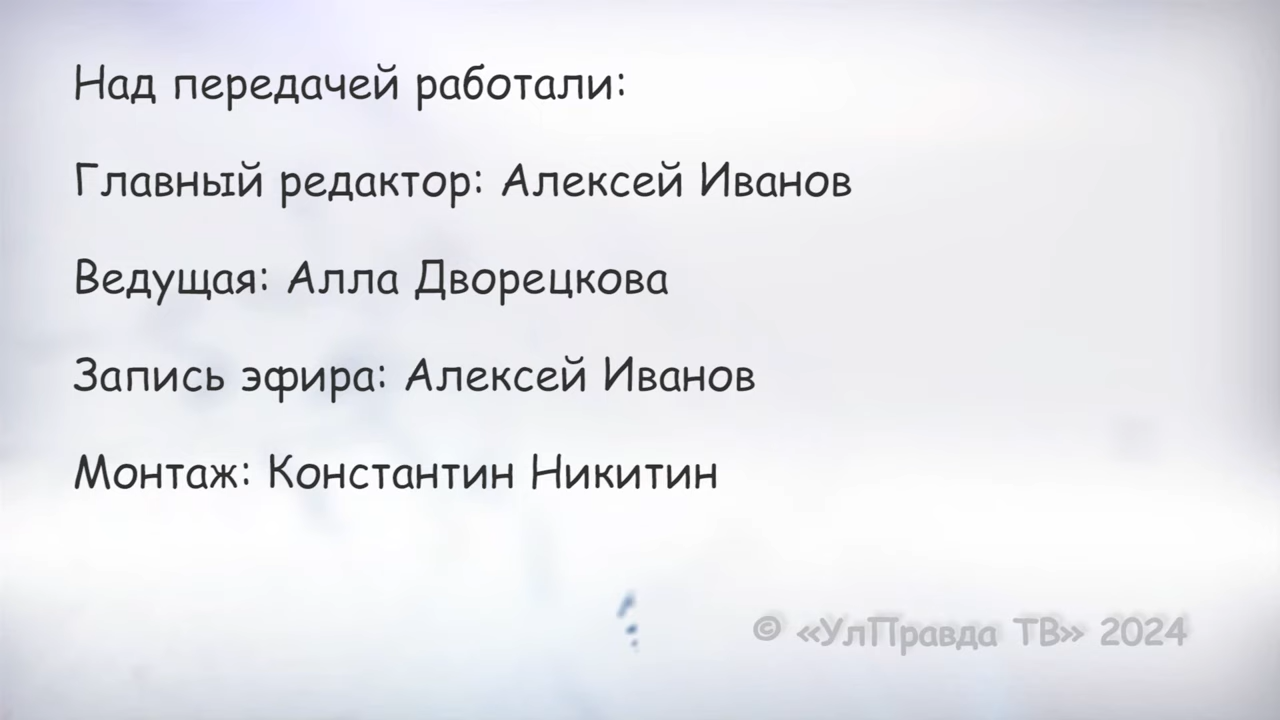 Над передачей работали:
Главный редактор: Алексей Иванов
Ведущая: Алла Дворецкова
Запись эфира: Алексей Иванов
Монтаж: Константин Никитин
© «УлПравда ТВ» 2024